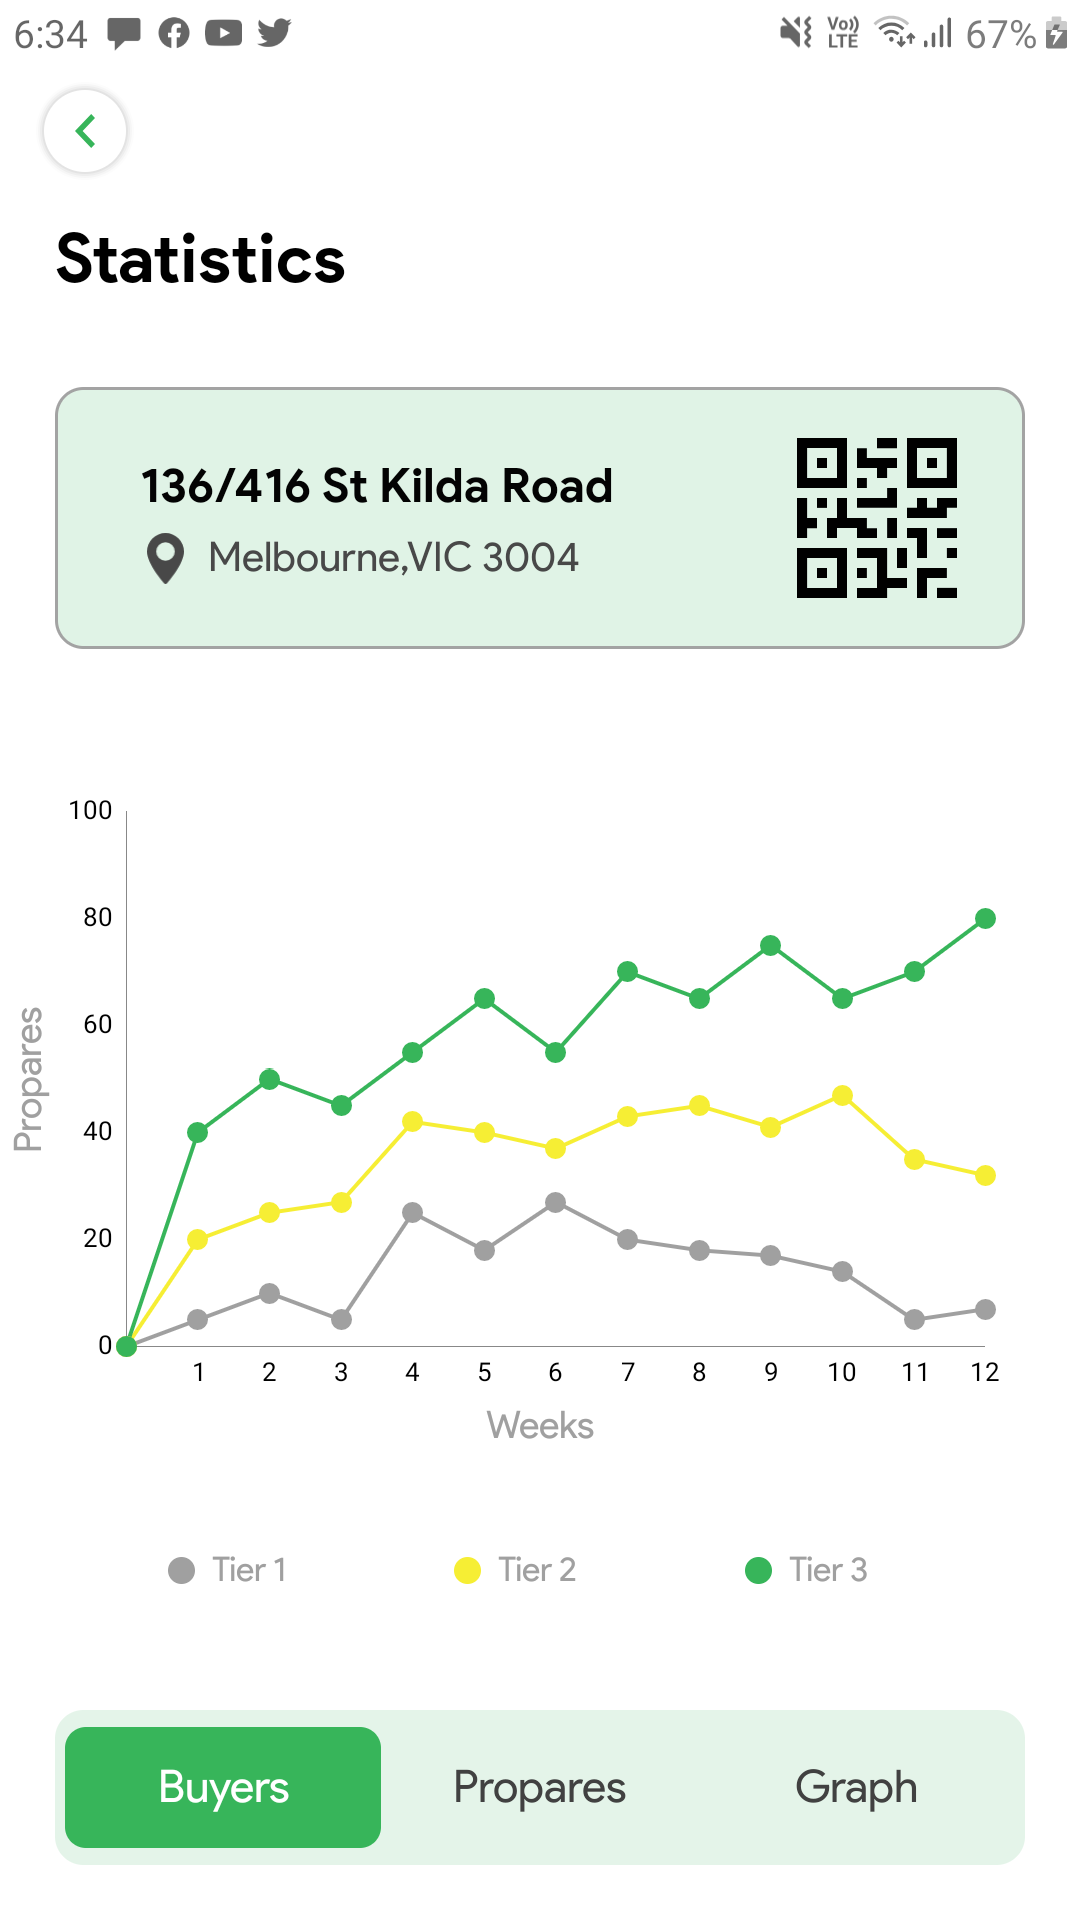 6:34 Vo)) LTE 67%
Statistics
136/416 St Kilda Road
Melbourne,VIC 3004
100
80
60
40
20
0
Propares
1 2 3 4 5 6 7 8 9 10 11 12
Weeks
Tier 1 Tier 2 Tier 3
Buyers Propares Graph